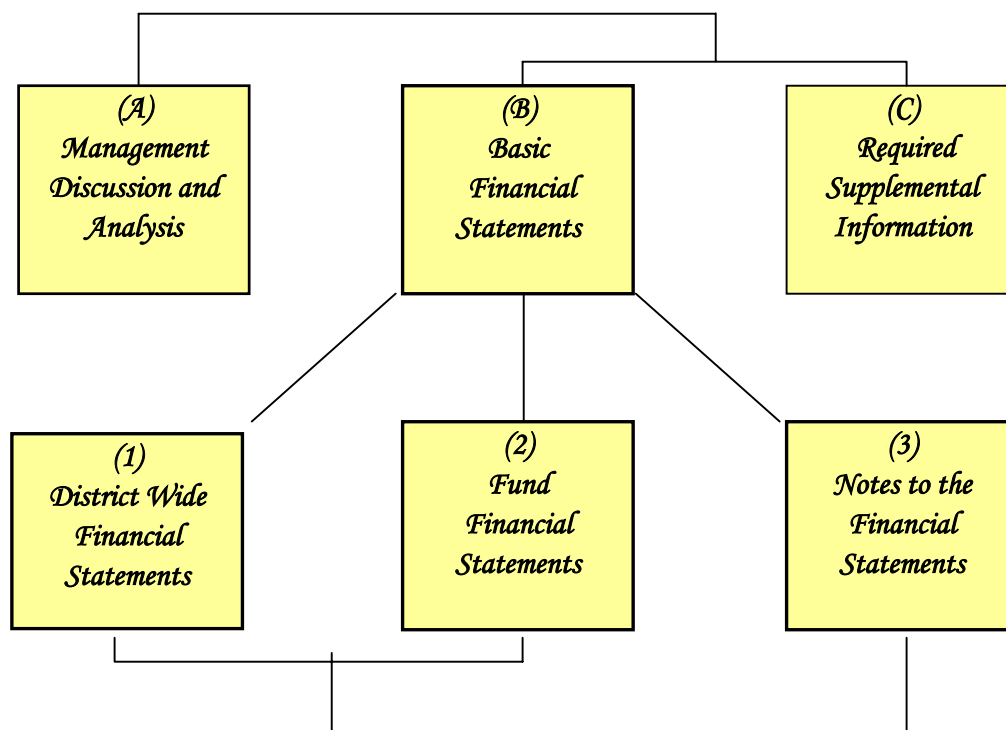 (A)
Management
Discussion and
Analysis
(B)
Basic
Financial
Statements
(C)
Required
Supplemental
Information
(1)
District Wide
Financial
Statements
(2)
Fund
Financial
Statements
(3)
Notes to the
Financial
Statements